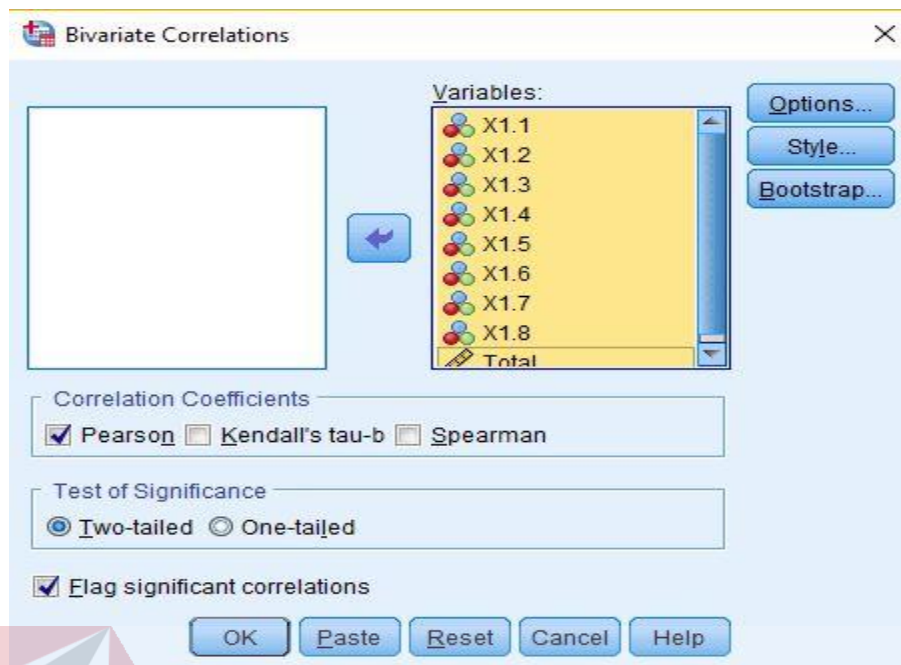 Bivariate Correlations
Variables:
X1.1
X1.2
X1.3
X1.4
X1.5
X1.6
X1.7
X1.8
Total
Options...
Style...
Bootstrap...
Correlation Coefficients
Pearson Kendall's tau-b Spearman
Test of Significance
Two-tailed One-tailed
Flag significant correlations
OK Paste Reset Cancel Help